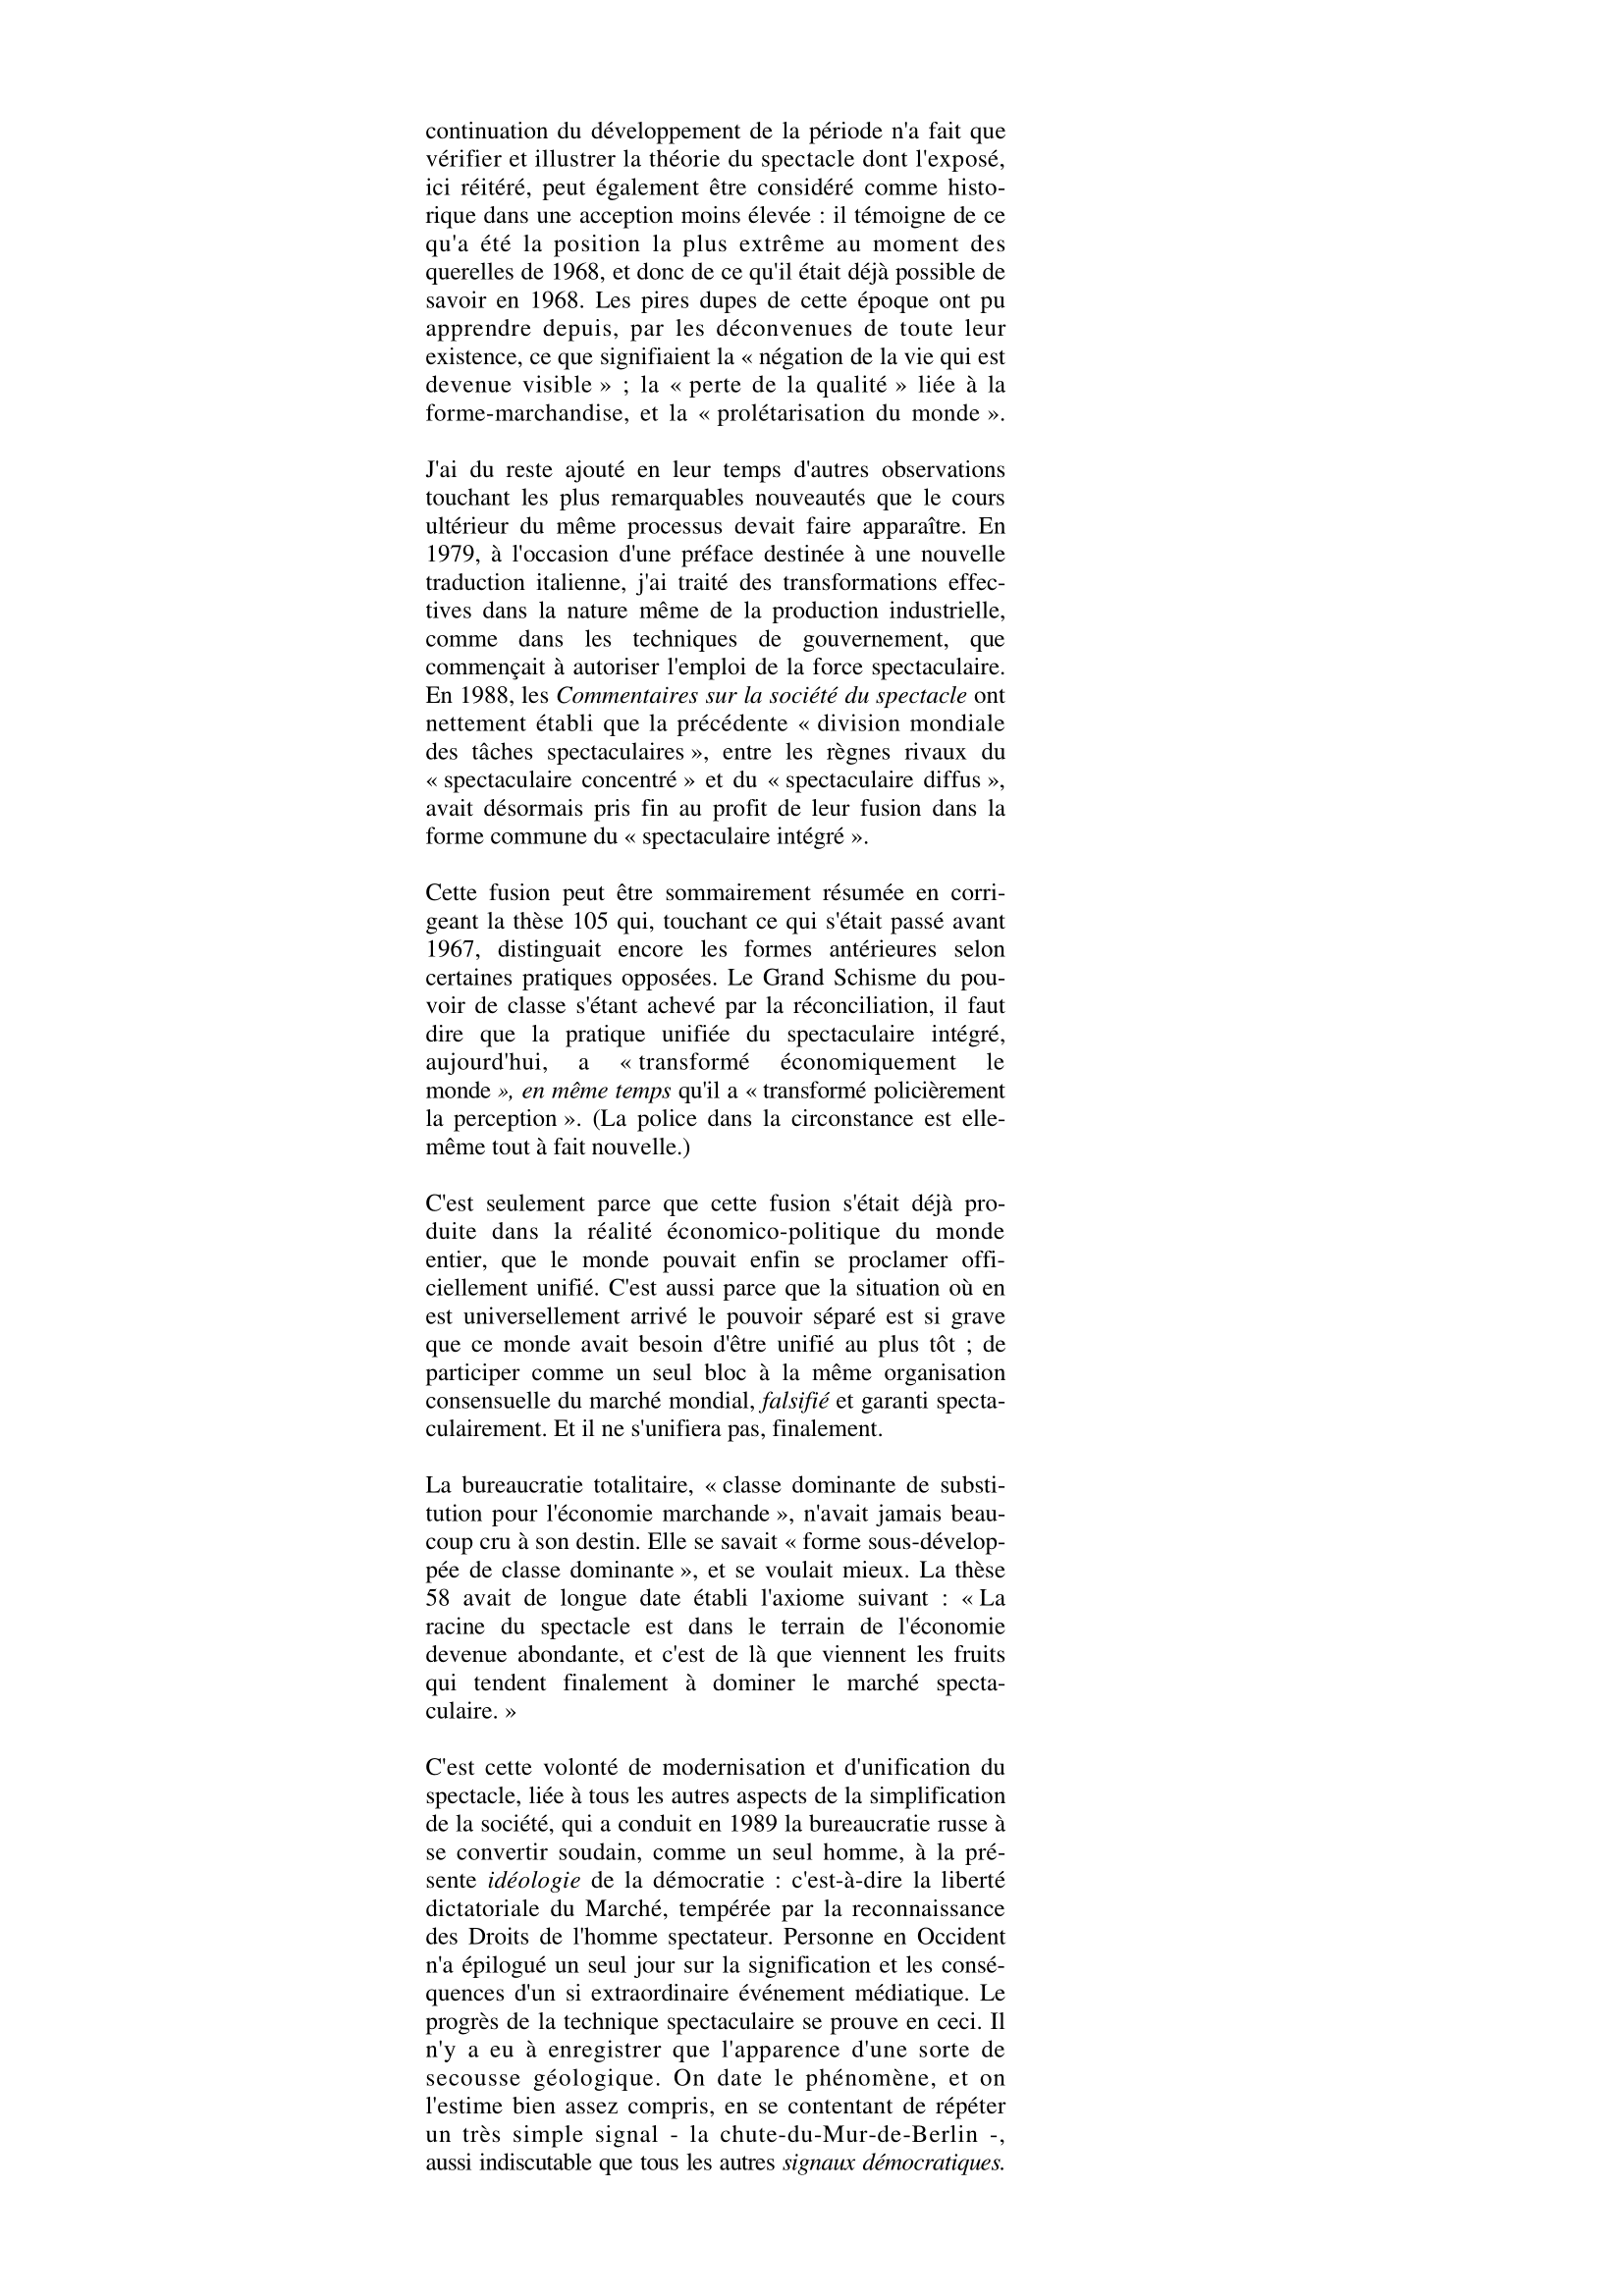 continuation du développement de la période n'a fait que
vérifier et illustrer la théorie du spectacle dont l'exposé,
ici réitéré, peut également être considéré comme histo-
rique dans une acception moins élevée : il témoigne de ce
qu'a été la position la plus extrême au moment des
querelles de 1968, et donc de ce qu'il était déjà possible de
savoir en 1968. Les pires dupes de cette époque ont pu
apprendre depuis, par les déconvenues de toute leur
existence, ce que signifiaient la « négation de la vie qui est
devenue visible » ; la « perte de la qualité » liée à la
forme-marchandise, et la « prolétarisation du monde ».

J'ai du reste ajouté en leur temps d'autres observations
touchant les plus remarquables nouveautés que le cours
ultérieur du même processus devait faire apparaître. En
1979, à l'occasion d'une préface destinée à une nouvelle
traduction italienne, j'ai traité des transformations effec-
tives dans la nature même de la production industrielle,
comme dans les techniques de gouvernement, que
commençait à autoriser l'emploi de la force spectaculaire.
En 1988, les Commentaires sur la société du spectacle ont
nettement établi que la précédente « division mondiale
des tâches spectaculaires », entre les règnes rivaux du
« spectaculaire concentré » et du « spectaculaire diffus »,
avait désormais pris fin au profit de leur fusion dans la
forme commune du « spectaculaire intégré ».

Cette fusion peut être sommairement résumée en corri-
geant la thèse 105 qui, touchant ce qui s'était passé avant
1967, distinguait encore les formes antérieures selon
certaines pratiques opposées. Le Grand Schisme du pou-
voir de classe s'étant achevé par la réconciliation, il faut
dire que la pratique unifiée du spectaculaire intégré,
aujourd'hui, a « transformé économiquement le
monde », en même temps qu'il a « transformé policièrement
la perception ». (La police dans la circonstance est elle-
même tout à fait nouvelle.)

C'est seulement parce que cette fusion s'était déjà pro-
duite dans la réalité économico-politique du monde
entier, que le monde pouvait enfin se proclamer offi-
ciellement unifié. C'est aussi parce que la situation où en
est universellement arrivé le pouvoir séparé est si grave
que ce monde avait besoin d'être unifié au plus tôt ; de
participer comme un seul bloc à la même organisation
consensuelle du marché mondial, falsifié et garanti specta-
culairement. Et il ne s'unifiera pas, finalement.

La bureaucratie totalitaire, « classe dominante de substi-
tution pour l'économie marchande », n'avait jamais beau-
coup cru à son destin. Elle se savait « forme sous-dévelop-
pée de classe dominante », et se voulait mieux. La thèse
58 avait de longue date établi l'axiome suivant : « La
racine du spectacle est dans le terrain de l'économie
devenue abondante, et c'est de là que viennent les fruits
qui tendent finalement à dominer le marché specta-
culaire. »

C'est cette volonté de modernisation et d'unification du
spectacle, liée à tous les autres aspects de la simplification
de la société, qui a conduit en 1989 la bureaucratie russe à
se convertir soudain, comme un seul homme, à la pré-
sente idéologie de la démocratie : c'est-à-dire la liberté
dictatoriale du Marché, tempérée par la reconnaissance
des Droits de l'homme spectateur. Personne en Occident
n'a épilogué un seul jour sur la signification et les consé-
quences d'un si extraordinaire événement médiatique. Le
progrès de la technique spectaculaire se prouve en ceci. Il
n'y a eu à enregistrer que l'apparence d'une sorte de
secousse géologique. On date le phénomène, et on
l'estime bien assez compris, en se contentant de répéter
un très simple signal - la chute-du-Mur-de-Berlin -,
aussi indiscutable que tous les autres signaux démocratiques.